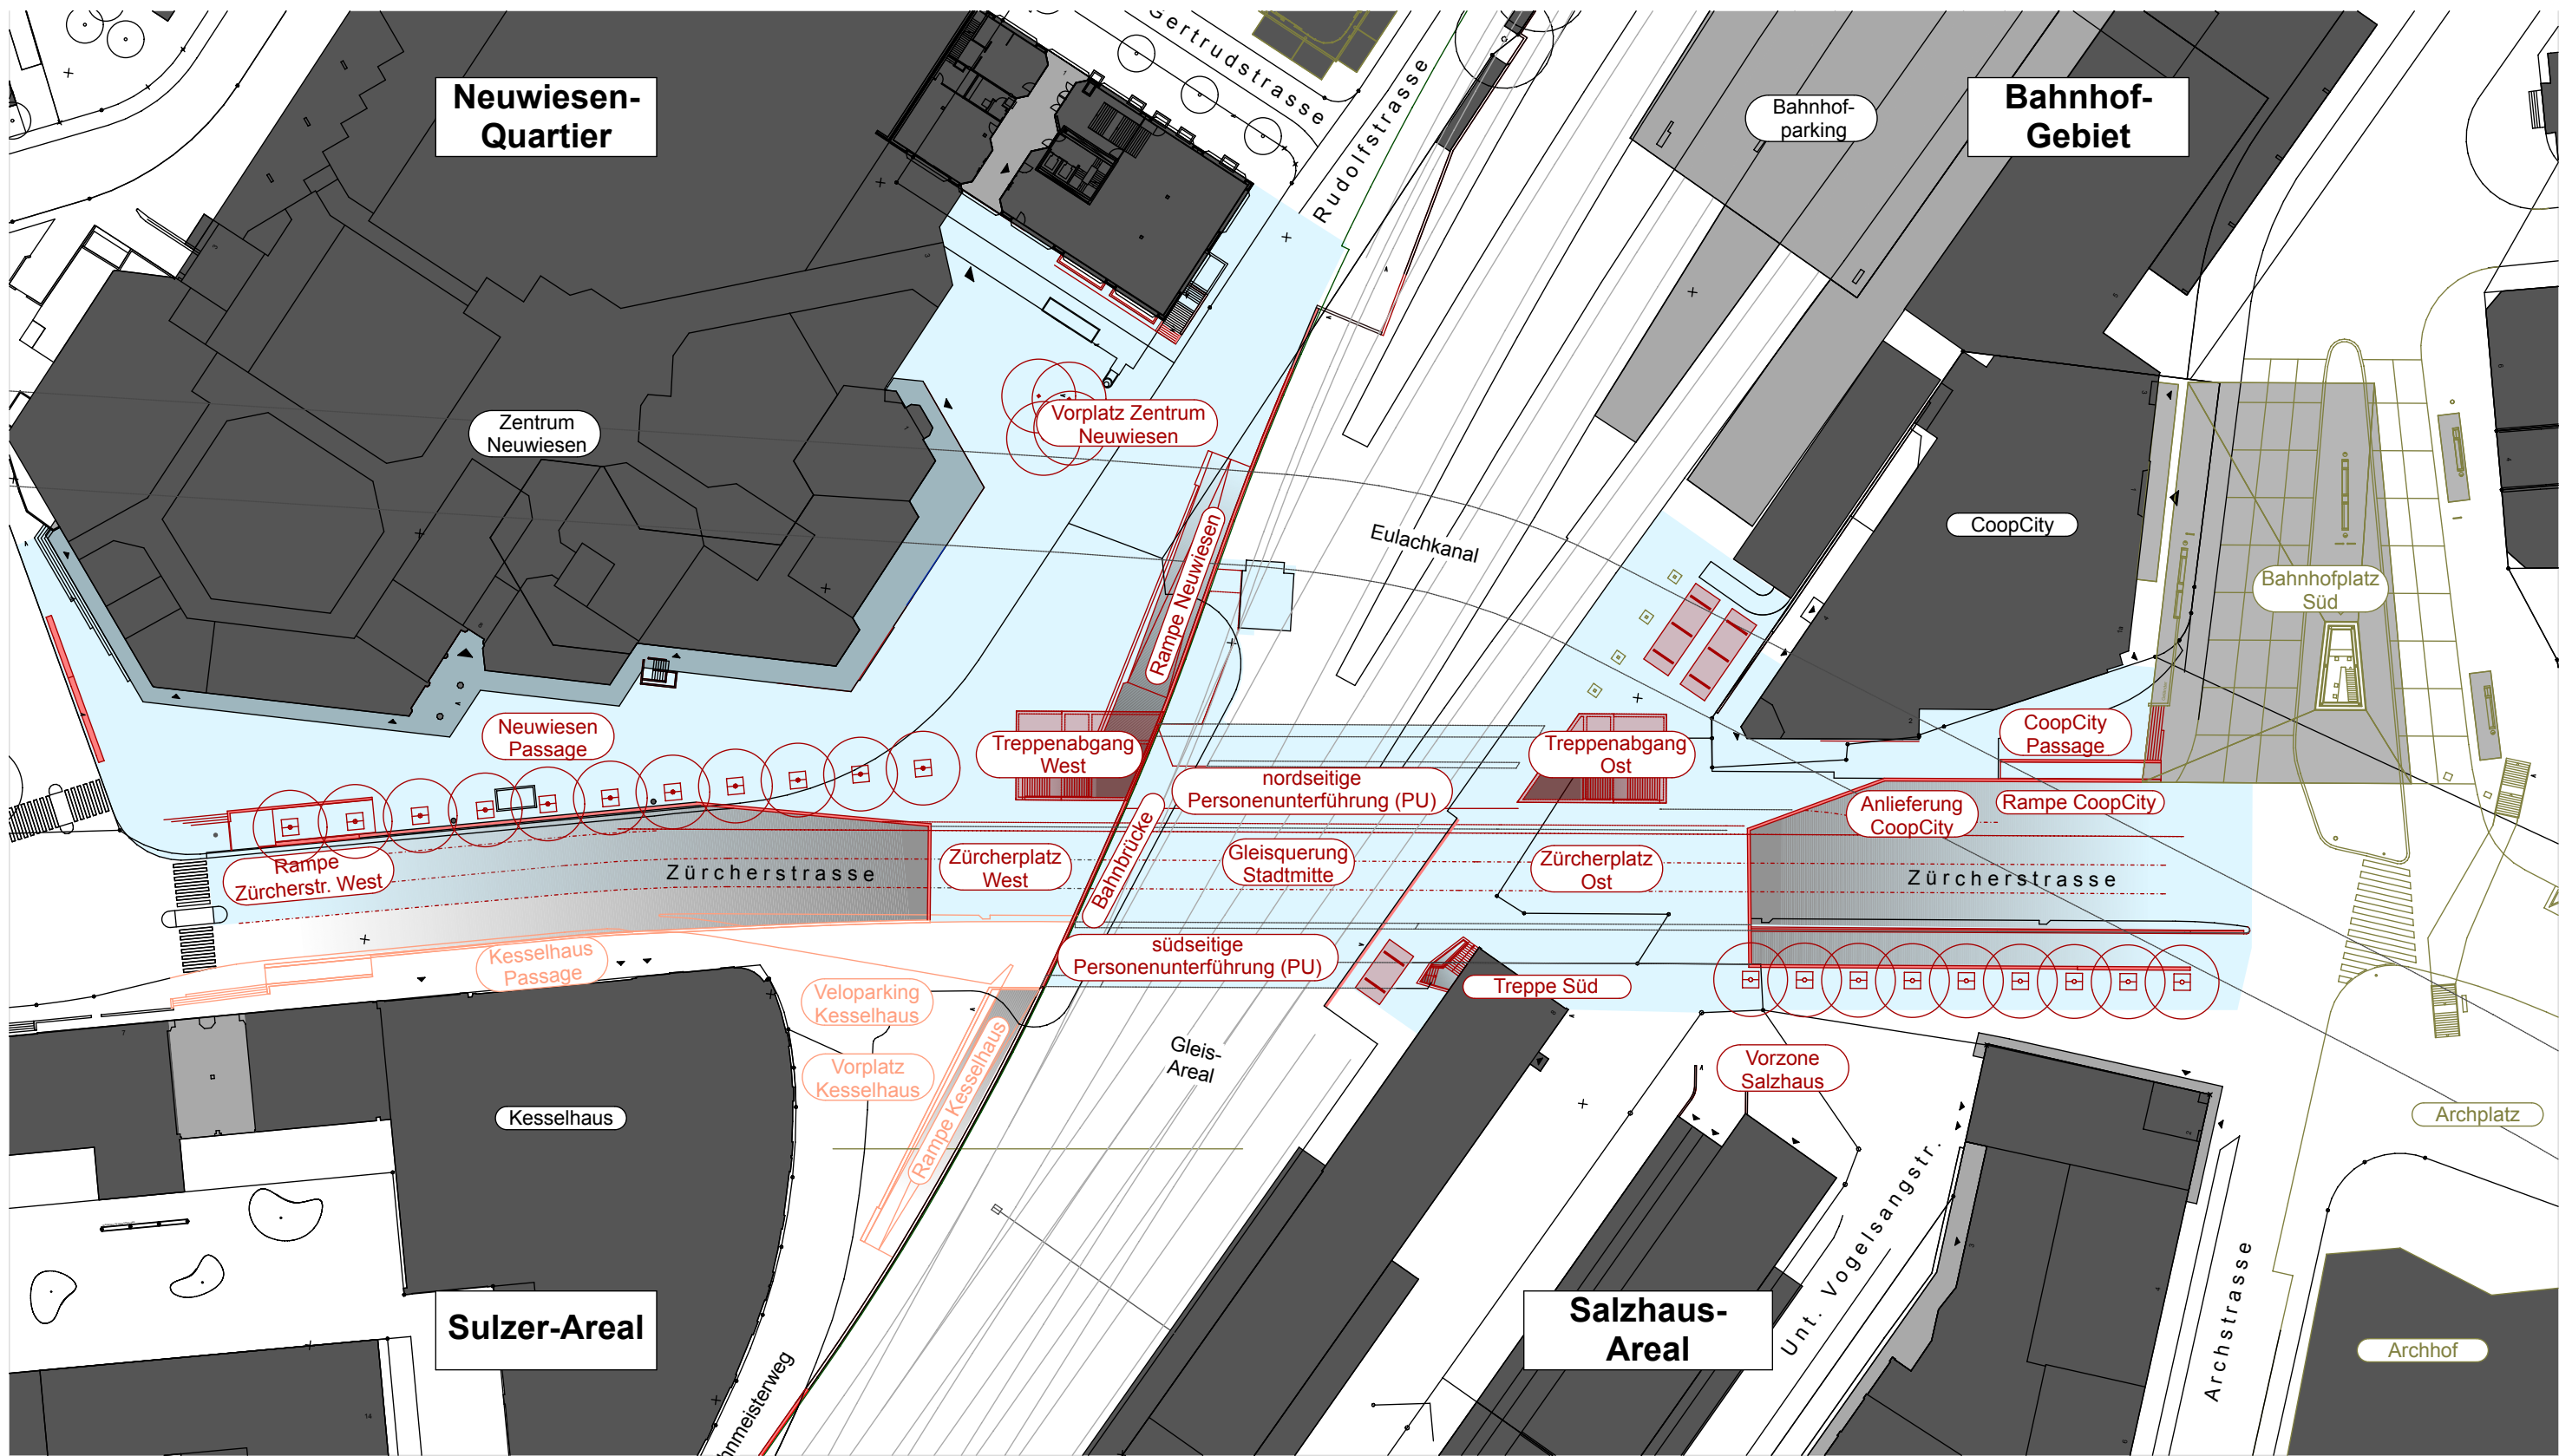 Gertrudstrasse
Neuwiesen-
Quartier
Rudolfstrasse
Bahnhof-
parking
Bahnhof-
Gebiet
Zentrum
Neuwiesen
Vorplatz Zentrum
Neuwiesen
Rampe Neuwiesen
Eulachkanal
CoopCity
Bahnhofplatz
Süd
Neuwiesen
Passage
Treppenabgang
West
Treppenabgang
Ost
CoopCity
Passage
nordseitige
Personenunterführung (PU)
Anlieferung
CoopCity
Rampe CoopCity
Rampe
Zürcherstr. West
Zürcherstrasse
Zürcherplatz
West
Bahnbrücke
Gleisquerung
Stadtmitte
Zürcherplatz
Ost
Zürcherstrasse
Kesselhaus
Passage
südseitige
Personenunterführung (PU)
Treppe Süd
Veloparking
Kesselhaus
Vorplatz
Kesselhaus
Rampe Kesselhaus
Gleis-
Areal
Vorzone
Salzhaus
Kesselhaus
Archplatz
Unt. Vogelsangstr.
Archstrasse
Sulzer-Areal
Salzhaus-
Areal
Archhof
14